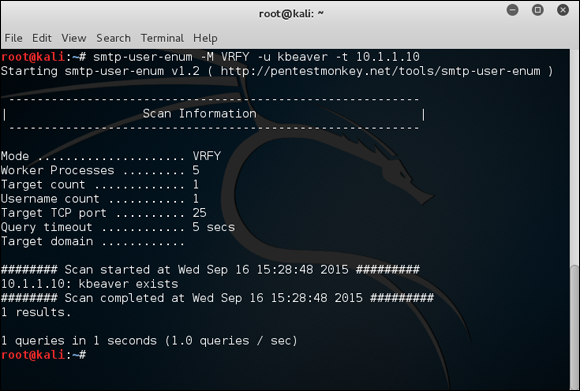 root@kali: ~
File Edit View Search Terminal Help
root@kali:~# smtp-user-enum -M VRFY -u kbeaver -t 10.1.1.10
Starting smtp-user-enum v1.2 ( http://pentestmonkey.net/tools/smtp-user-enum )
 ----------------------------------------------------------
|                   Scan Information                       |
 ----------------------------------------------------------
Mode ..................... VRFY
Worker Processes ......... 5
Target count ............. 1
Username count ........... 1
Target TCP port .......... 25
Query timeout ............ 5 secs
Target domain ............
######## Scan started at Wed Sep 16 15:28:48 2015 #########
10.1.1.10: kbeaver exists
######## Scan completed at Wed Sep 16 15:28:48 2015 #########
1 results.
1 queries in 1 seconds (1.0 queries / sec)
root@kali:~#